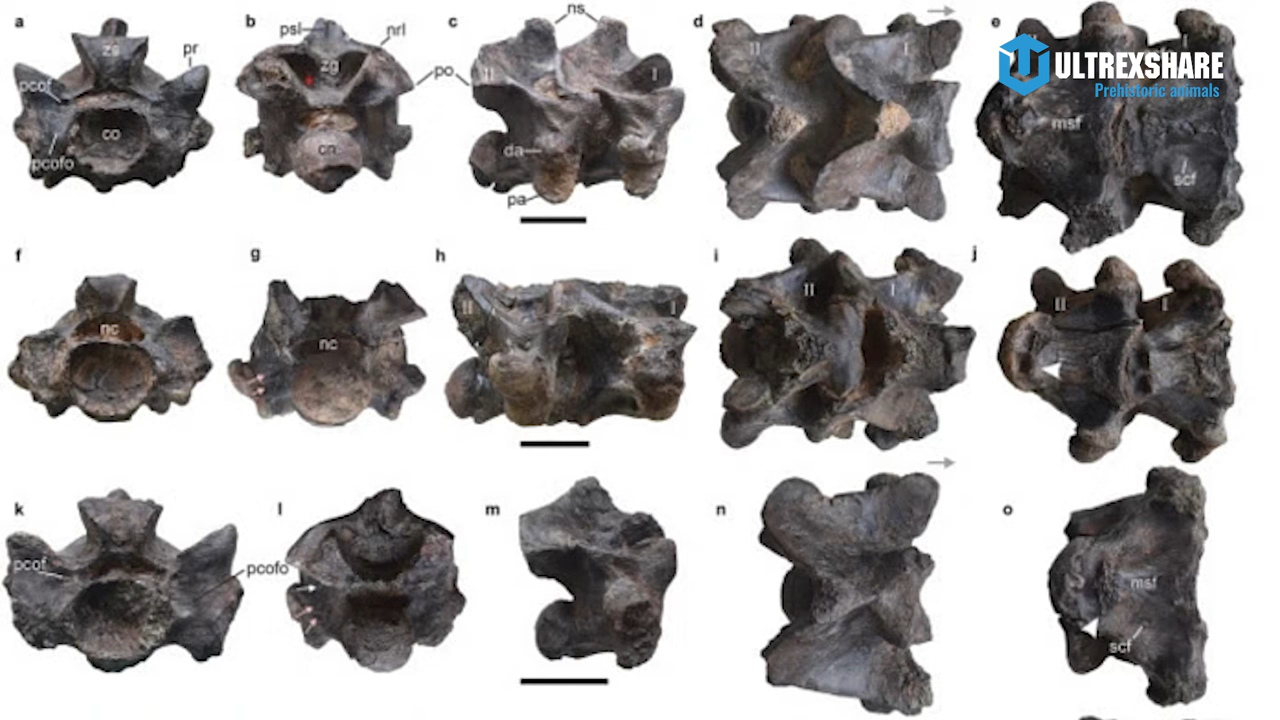 a
zs
pr
pcof
co
pcofo
b
psl
nrl
zg
cn
po
c
ns
II
I
da
pa
d
II
I
e
ULTREXSHARE
Prehistoric animals
msf
scf
f
nc
g
nc
h
II
I
i
II
I
j
II
I
k
pcof
pcofo
l
m
n
o
msf
scf